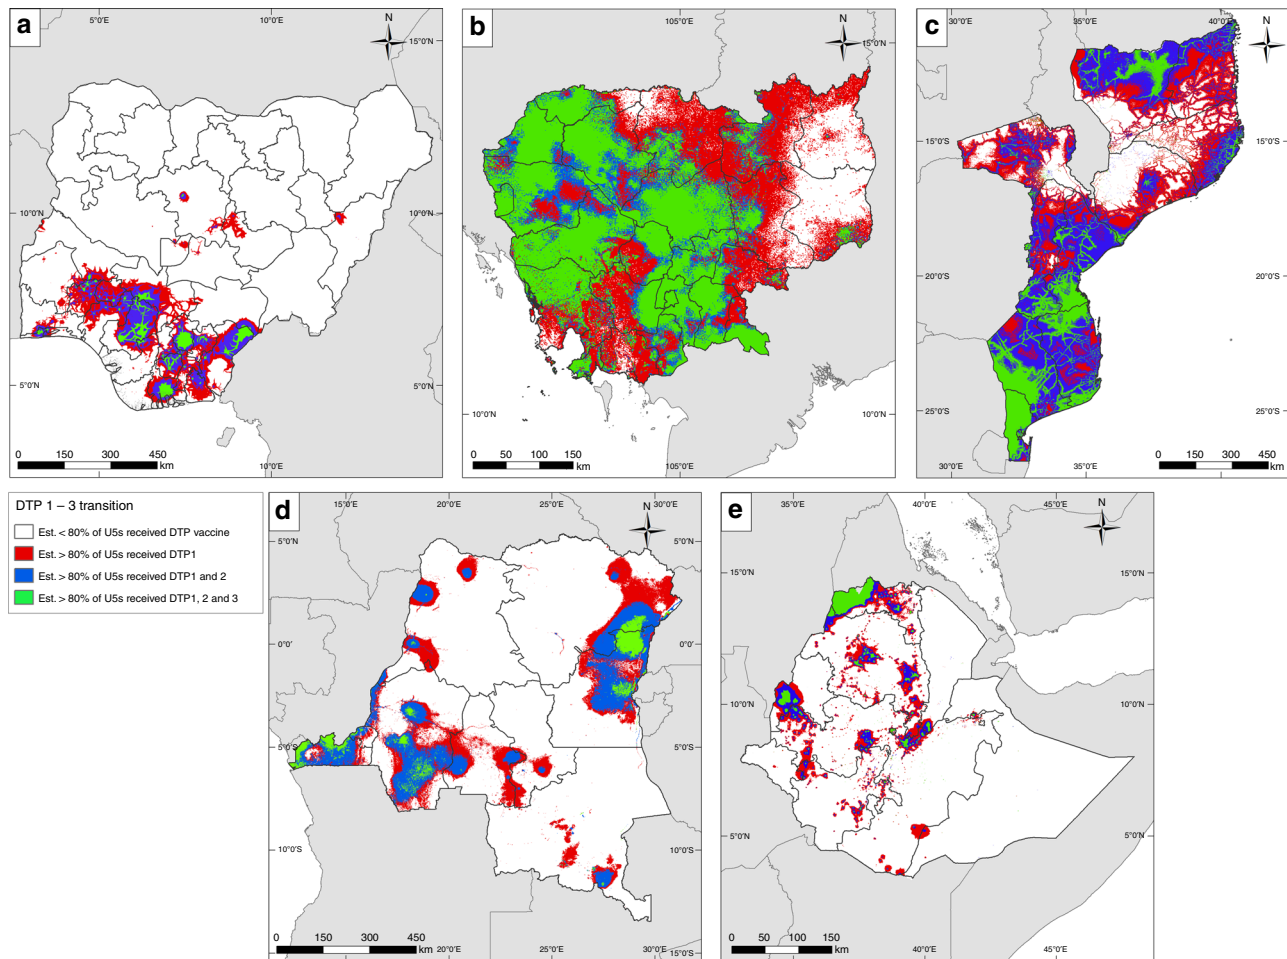 a
5°0'E
10°0'E
N
10°0'N
10°0'N
5°0'N
5°0'N
0 150 300 450
km
10°0'E
b
105°0'E
N
15°0'N
10°0'N
10°0'N
0 50 100 150
km
105°0'E
c
30°0'E
35°0'E
40°0'E
N
15°0'S
15°0'S
20°0'S
20°0'S
25°0'S
25°0'S
0 150 300 450
km
30°0'E
35°0'E
DTP 1 – 3 transition
Est. < 80% of U5s received DTP vaccine
Est. > 80% of U5s received DTP1
Est. > 80% of U5s received DTP1 and 2
Est. > 80% of U5s received DTP1, 2 and 3
d
15°0'E
20°0'E
25°0'E
30°0'E
N
5°0'N
5°0'N
0°0'
0°0'
5°0'S
5°0'S
10°0'S
10°0'S
0 150 300 450
km
20°0'E
25°0'E
30°0'E
15°0'S
e
35°0'E
40°0'E
45°0'E
N
15°0'N
15°0'N
10°0'N
10°0'N
5°0'N
5°0'N
0 50 100 150
km
40°0'E
45°0'E